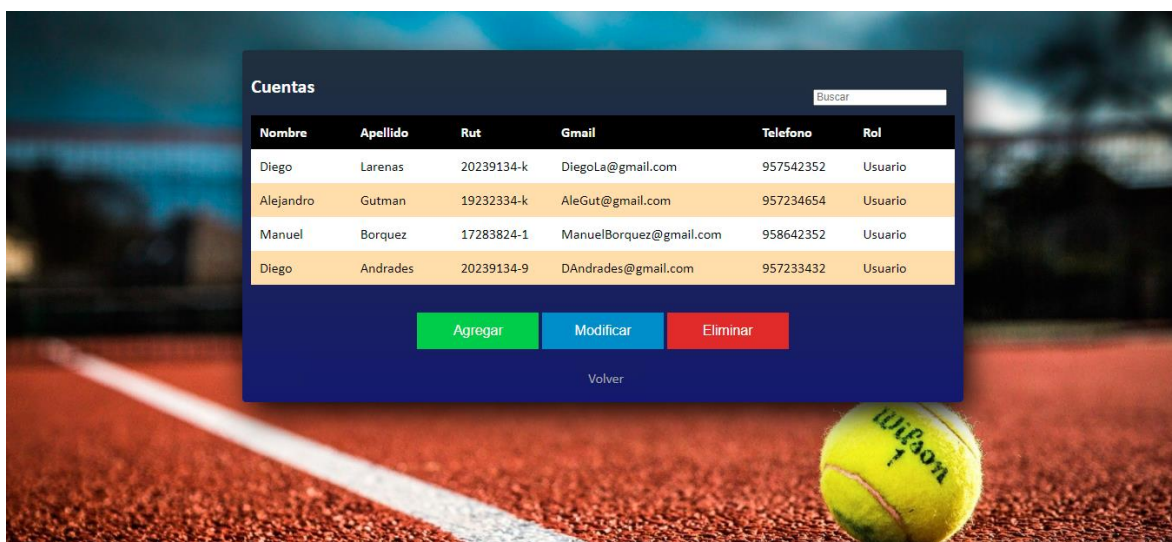 Cuentas
Buscar
Nombre Apellido Rut Gmail Telefono Rol
Diego Larenas 20239134-k DiegoLa@gmail.com 957542352 Usuario
Alejandro Gutman 19232334-k AleGut@gmail.com 957234654 Usuario
Manuel Borquez 17283824-1 ManuelBorquez@gmail.com 958642352 Usuario
Diego Andrades 20239134-9 DAndrades@gmail.com 957233432 Usuario
Agregar Modificar Eliminar
Volver
Wilson
1